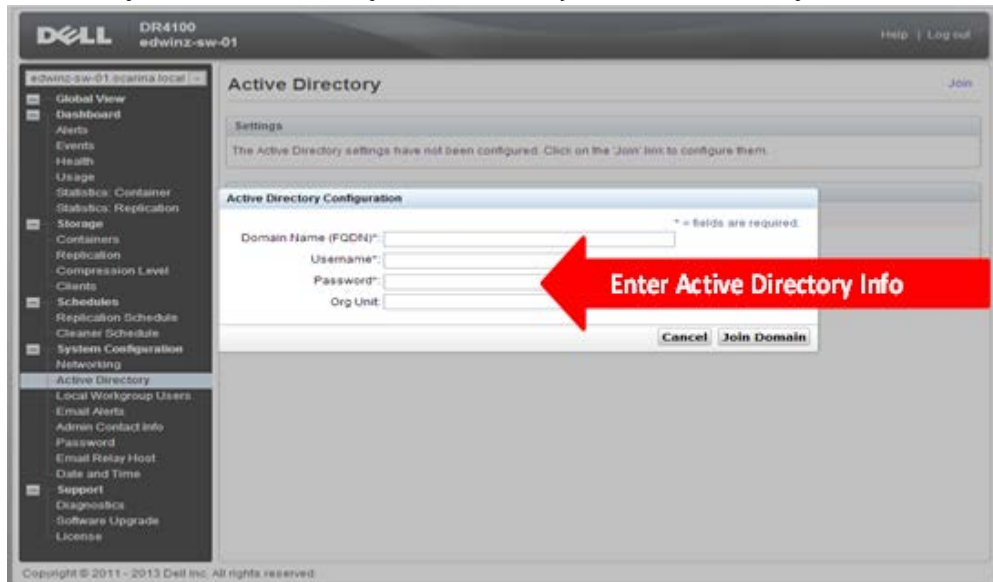 DELL
DR4100
edwinz-sw-01
Help | Log out
edwinz-sw-01.ocarina.local
Global View
Dashboard
Alerts
Events
Health
Usage
Statistics: Container
Statistics: Replication
Storage
Containers
Replication
Compression Level
Clients
Schedules
Replication Schedule
Cleaner Schedule
System Configuration
Networking
Active Directory
Local Workgroup Users
Email Alerts
Admin Contact Info
Password
Email Relay Host
Date and Time
Support
Diagnostics
Software Upgrade
License
Active Directory
Join
Settings
The Active Directory settings have not been configured. Click on the 'Join' link to configure them.
Active Directory Configuration
* = fields are required.
Domain Name (FQDN)*:
Username*:
Password*:
Org Unit:
Enter Active Directory Info
Cancel Join Domain
Copyright © 2011 - 2013 Dell Inc. All rights reserved.